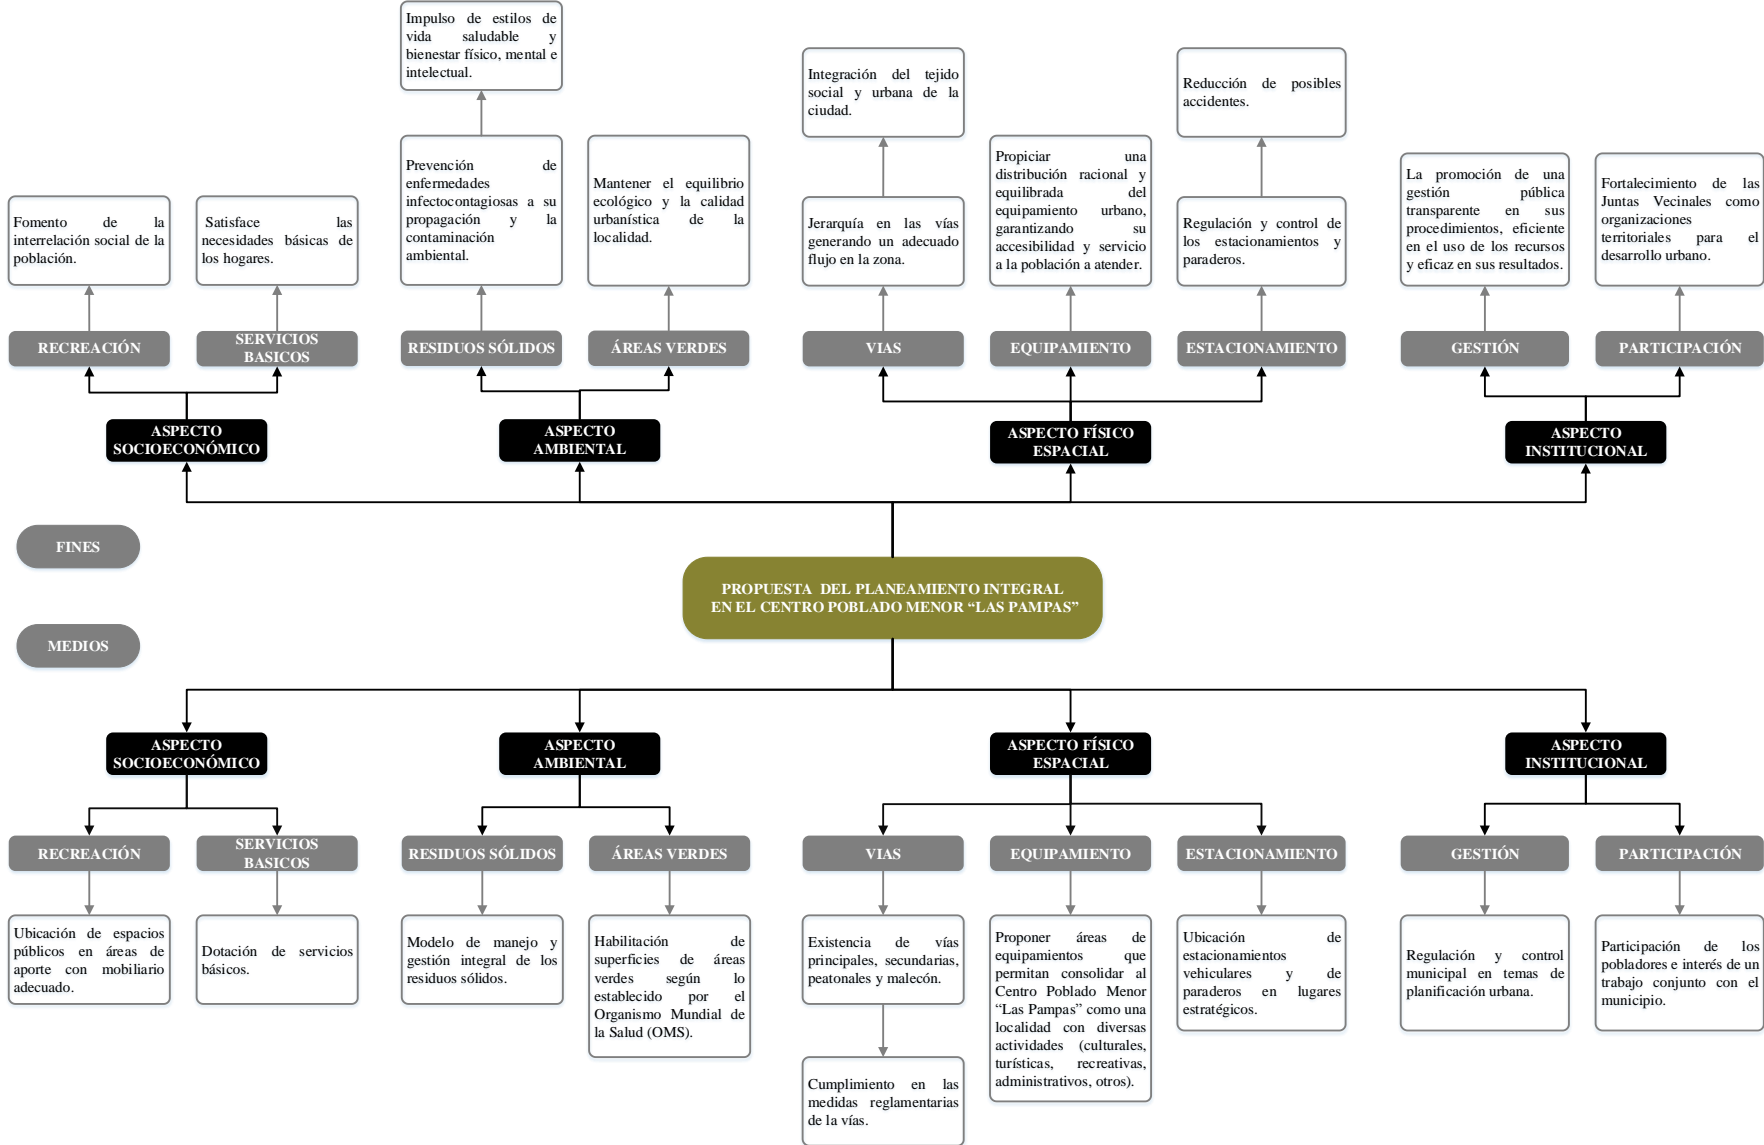 Impulso de estilos de
vida saludable y
bienestar físico, mental e
intelectual.
Integración del tejido
social y urbana de la
ciudad.
Reducción de posibles
accidentes.
Fomento de la
interrelación social de la
población.
Satisface las
necesidades básicas de
los hogares.
Prevención de
enfermedades
infectocontagiosas a su
propagación y la
contaminación
ambiental.
Mantener el equilibrio
ecológico y la calidad
urbanística de la
localidad.
Jerarquía en las vías
generando un adecuado
flujo en la zona.
Propiciar una
distribución racional y
equilibrada del
equipamiento urbano,
garantizando su
accesibilidad y servicio
a la población a atender.
Regulación y control de
los estacionamientos y
paraderos.
La promoción de una
gestión pública
transparente en sus
procedimientos, eficiente
en el uso de los recursos
y eficaz en sus resultados.
Fortalecimiento de las
Juntas Vecinales como
organizaciones
territoriales para el
desarrollo urbano.
RECREACIÓN
SERVICIOS
BASICOS
RESIDUOS SÓLIDOS
ÁREAS VERDES
VIAS
EQUIPAMIENTO
ESTACIONAMIENTO
GESTIÓN
PARTICIPACIÓN
ASPECTO
SOCIOECONÓMICO
ASPECTO
AMBIENTAL
ASPECTO FÍSICO
ESPACIAL
ASPECTO
INSTITUCIONAL
FINES
PROPUESTA DEL PLANEAMIENTO INTEGRAL
EN EL CENTRO POBLADO MENOR “LAS PAMPAS”
MEDIOS
ASPECTO
SOCIOECONÓMICO
ASPECTO
AMBIENTAL
ASPECTO FÍSICO
ESPACIAL
ASPECTO
INSTITUCIONAL
RECREACIÓN
SERVICIOS
BASICOS
RESIDUOS SÓLIDOS
ÁREAS VERDES
VIAS
EQUIPAMIENTO
ESTACIONAMIENTO
GESTIÓN
PARTICIPACIÓN
Ubicación de espacios
públicos en áreas de
aporte con mobiliario
adecuado.
Dotación de servicios
básicos.
Modelo de manejo y
gestión integral de los
residuos sólidos.
Habilitación de
superficies de áreas
verdes según lo
establecido por el
Organismo Mundial de
la Salud (OMS).
Existencia de vías
principales, secundarias,
peatonales y malecón.
Proponer áreas de
equipamientos que
permitan consolidar al
Centro Poblado Menor
“Las Pampas” como una
localidad con diversas
actividades (culturales,
turísticas, recreativas,
administrativos, otros).
Ubicación de
estacionamientos
vehiculares y de
paraderos en lugares
estratégicos.
Regulación y control
municipal en temas de
planificación urbana.
Participación de los
pobladores e interés de un
trabajo conjunto con el
municipio.
Cumplimiento en las
medidas reglamentarias
de la vías.